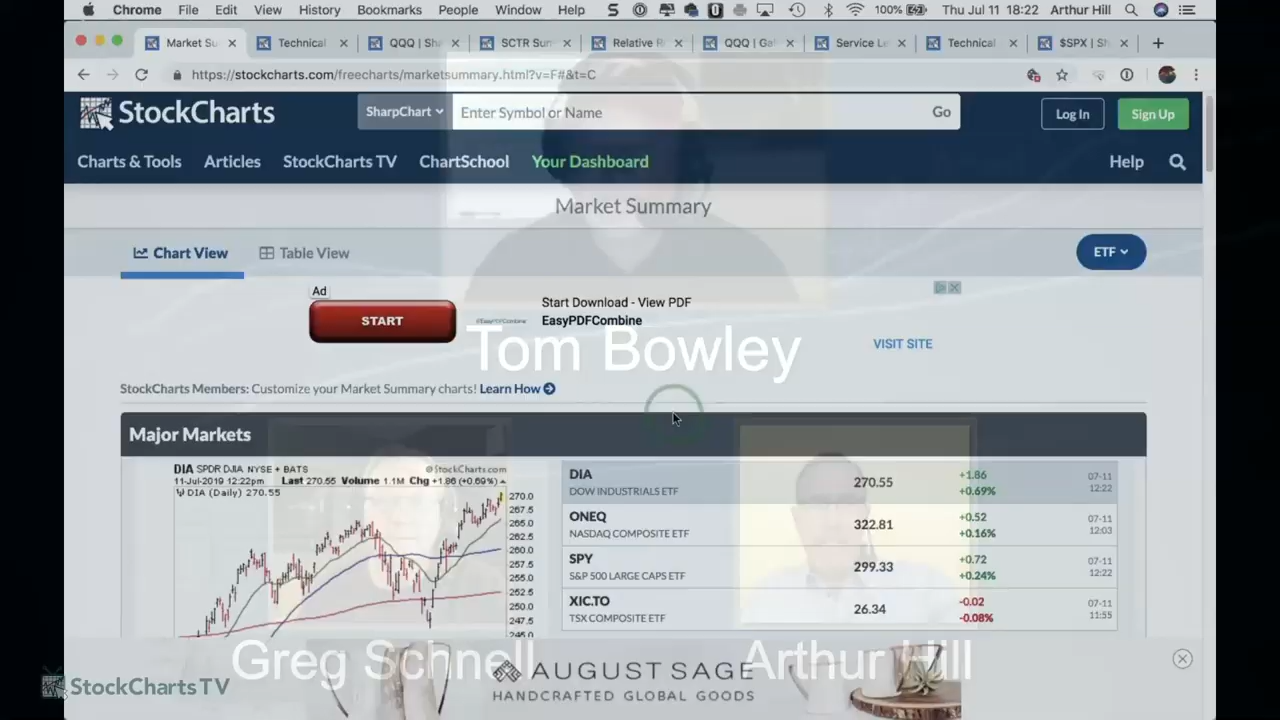 Chrome File Edit View History Bookmarks People Window Help 100% Thu Jul 11 18:22 Arthur Hill
Market Su Technical QQQ | Sha SCTR Sum Relative R QQQ | Ga Service Le Technical $SPX | Sh
https://stockcharts.com/freecharts/marketsummary.html?v=F#&t=C
StockCharts SharpChart Enter Symbol or Name Go Log In Sign Up
Charts & Tools Articles StockCharts TV ChartSchool Your Dashboard Help
Market Summary
Chart View Table View ETF
Ad
START
Start Download - View PDF
EasyPDFCombine
VISIT SITE
Tom Bowley
StockCharts Members: Customize your Market Summary charts! Learn How
Major Markets
DIA SPDR DJIA NYSE + BATS @StockCharts.com
11-Jul-2019 12:22pm Last 270.55 Volume 1.1M Chg +1.86 (+0.69%)
DIA (Daily) 270.55
270.0
267.5
265.0
262.5
260.0
257.5
255.0
252.5
250.0
247.5
245.0
DIA 270.55 +1.86 07-11
DOW INDUSTRIALS ETF +0.69% 12:22
ONEQ 322.81 +0.52 07-11
NASDAQ COMPOSITE ETF +0.16% 12:03
SPY 299.33 +0.72 07-11
S&P 500 LARGE CAPS ETF +0.24% 12:22
XIC.TO 26.34 -0.02 07-11
TSX COMPOSITE ETF -0.08% 11:55
Greg Schnell Arthur Hill
AUGUST SAGE
HANDCRAFTED GLOBAL GOODS
StockCharts TV